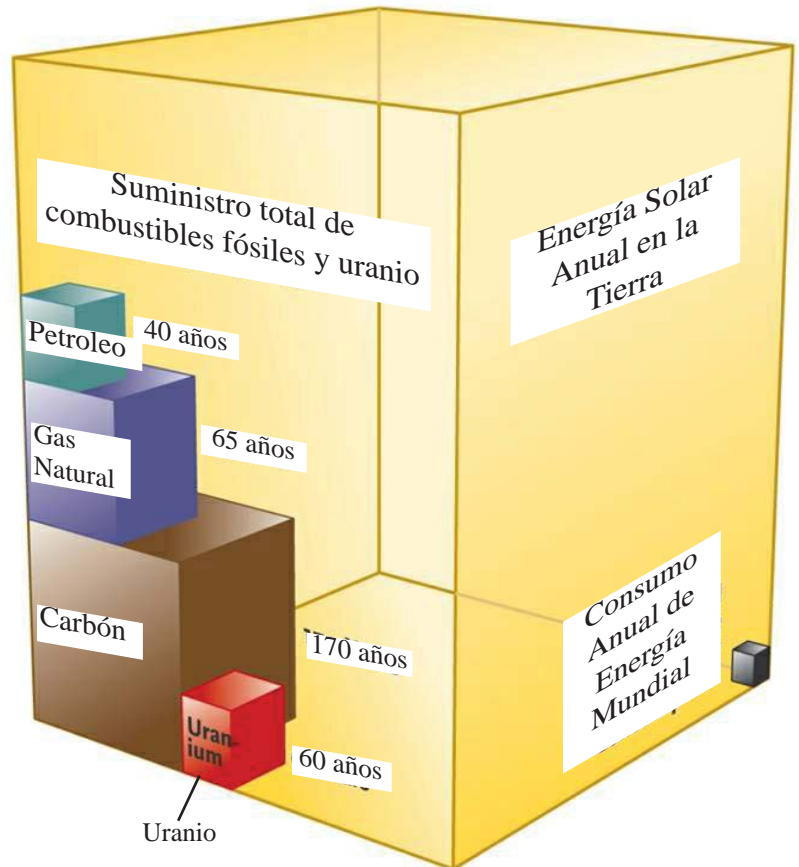 Suministro total de
combustibles fósiles y uranio
Energía Solar
Anual en la
Tierra
Petroleo
40 años
Gas
Natural
65 años
Carbón
170 años
Uran-
ium
60 años
Uranio
Consumo
Anual de
Energía
Mundial